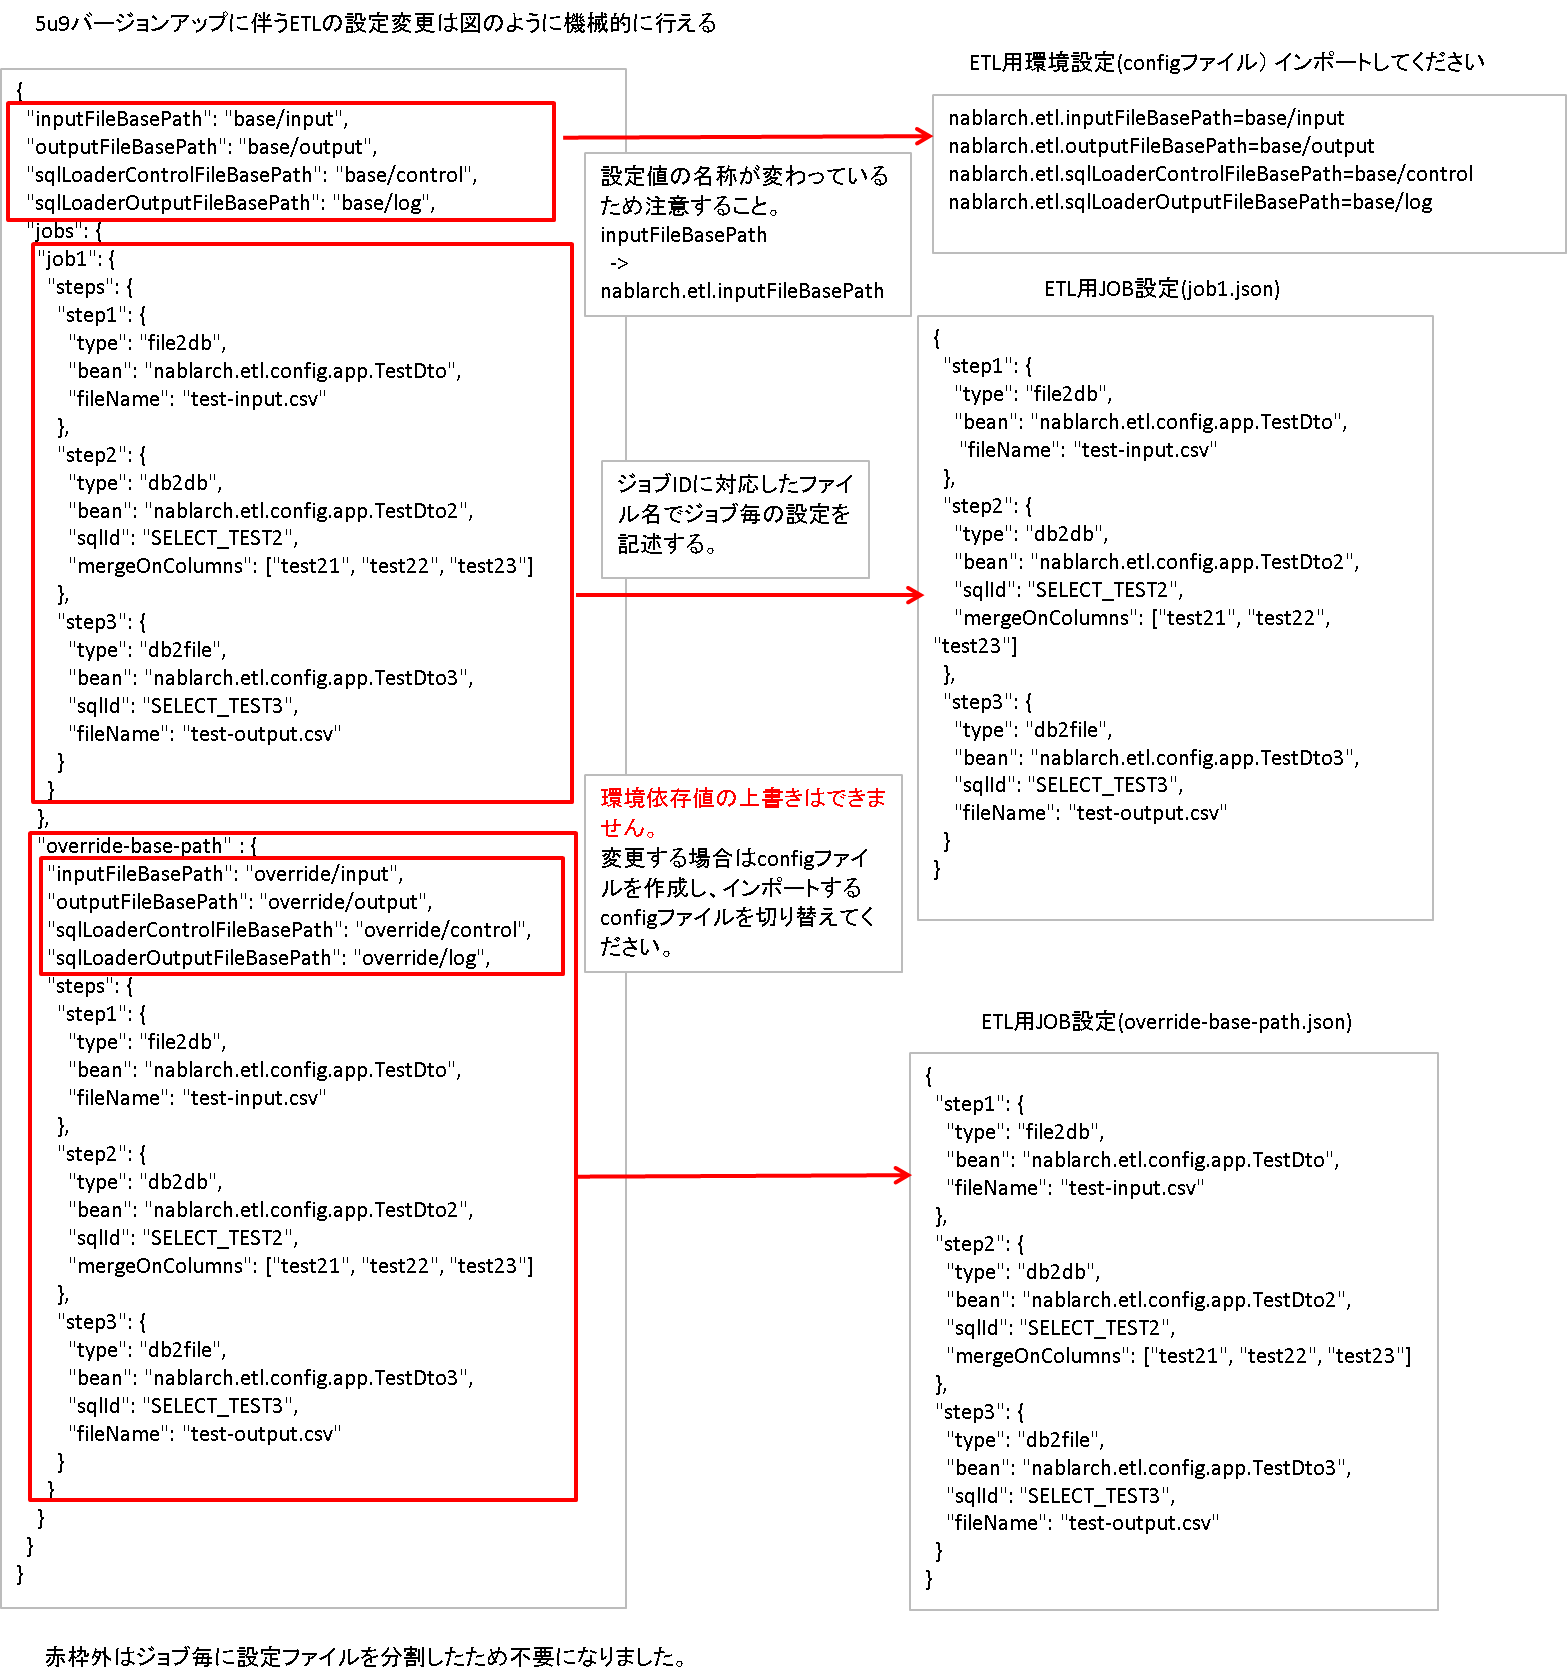 5u9バージョンアップに伴うETLの設定変更は図のように機械的に行える
{
"inputFileBasePath": "base/input",
"outputFileBasePath": "base/output",
"sqlLoaderControlFileBasePath": "base/control",
"sqlLoaderOutputFileBasePath": "base/log",
"jobs": {
"job1": {
"steps": {
"step1": {
"type": "file2db",
"bean": "nablarch.etl.config.app.TestDto",
"fileName": "test-input.csv"
},
"step2": {
"type": "db2db",
"bean": "nablarch.etl.config.app.TestDto2",
"sqlId": "SELECT_TEST2",
"mergeOnColumns": ["test21", "test22", "test23"]
},
"step3": {
"type": "db2file",
"bean": "nablarch.etl.config.app.TestDto3",
"sqlId": "SELECT_TEST3",
"fileName": "test-output.csv"
}
}
},
"override-base-path" : {
"inputFileBasePath": "override/input",
"outputFileBasePath": "override/output",
"sqlLoaderControlFileBasePath": "override/control",
"sqlLoaderOutputFileBasePath": "override/log",
"steps": {
"step1": {
"type": "file2db",
"bean": "nablarch.etl.config.app.TestDto",
"fileName": "test-input.csv"
},
"step2": {
"type": "db2db",
"bean": "nablarch.etl.config.app.TestDto2",
"sqlId": "SELECT_TEST2",
"mergeOnColumns": ["test21", "test22", "test23"]
},
"step3": {
"type": "db2file",
"bean": "nablarch.etl.config.app.TestDto3",
"sqlId": "SELECT_TEST3",
"fileName": "test-output.csv"
}
}
}
}
}
設定値の名称が変わっている
ため注意すること。
inputFileBasePath
->
nablarch.etl.inputFileBasePath
ジョブIDに対応したファイ
ル名でジョブ毎の設定を
記述する。
環境依存値の上書きはできま
せん。
変更する場合はconfigファイ
ルを作成し、インポートする
configファイルを切り替えてく
ださい。
ETL用環境設定(configファイル) インポートしてください
nablarch.etl.inputFileBasePath=base/input
nablarch.etl.outputFileBasePath=base/output
nablarch.etl.sqlLoaderControlFileBasePath=base/control
nablarch.etl.sqlLoaderOutputFileBasePath=base/log
ETL用JOB設定(job1.json)
{
"step1": {
"type": "file2db",
"bean": "nablarch.etl.config.app.TestDto",
"fileName": "test-input.csv"
},
"step2": {
"type": "db2db",
"bean": "nablarch.etl.config.app.TestDto2",
"sqlId": "SELECT_TEST2",
"mergeOnColumns": ["test21", "test22",
"test23"]
},
"step3": {
"type": "db2file",
"bean": "nablarch.etl.config.app.TestDto3",
"sqlId": "SELECT_TEST3",
"fileName": "test-output.csv"
}
}
ETL用JOB設定(override-base-path.json)
{
"step1": {
"type": "file2db",
"bean": "nablarch.etl.config.app.TestDto",
"fileName": "test-input.csv"
},
"step2": {
"type": "db2db",
"bean": "nablarch.etl.config.app.TestDto2",
"sqlId": "SELECT_TEST2",
"mergeOnColumns": ["test21", "test22", "test23"]
},
"step3": {
"type": "db2file",
"bean": "nablarch.etl.config.app.TestDto3",
"sqlId": "SELECT_TEST3",
"fileName": "test-output.csv"
}
}
赤枠外はジョブ毎に設定ファイルを分割したため不要になりました。